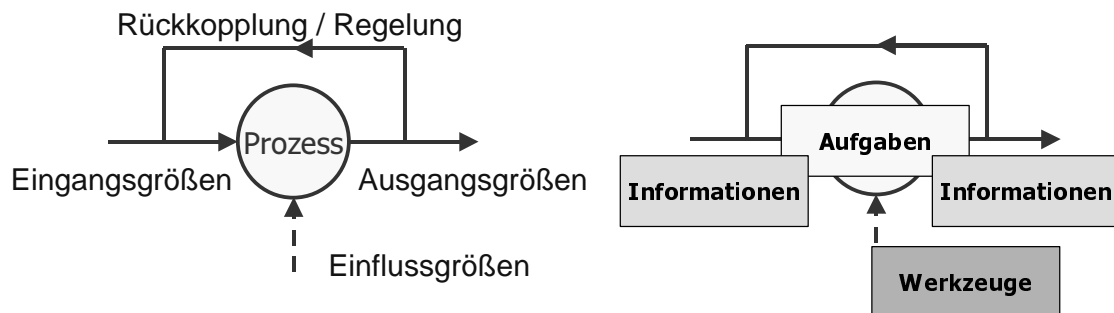 Rückkopplung / Regelung
Prozess
Eingangsgrößen
Ausgangsgrößen
Einflussgrößen
Aufgaben
Informationen
Informationen
Werkzeuge